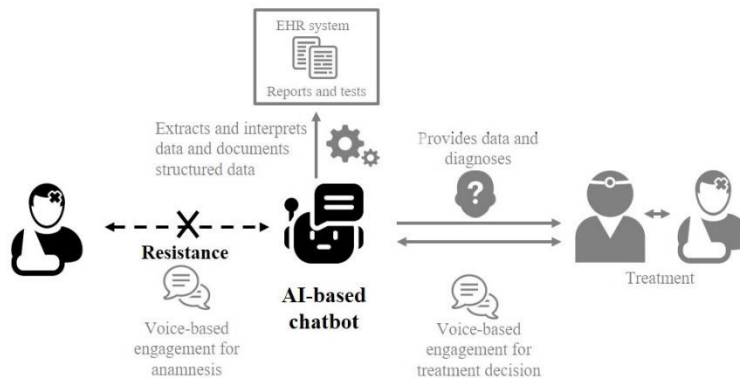 EHR system
Reports and tests
Extracts and interprets
data and documents
structured data
Provides data and
diagnoses
?
Resistance
Treatment
AI-based
chatbot
Voice-based
engagement for
anamnesis
Voice-based
engagement for
treatment decision